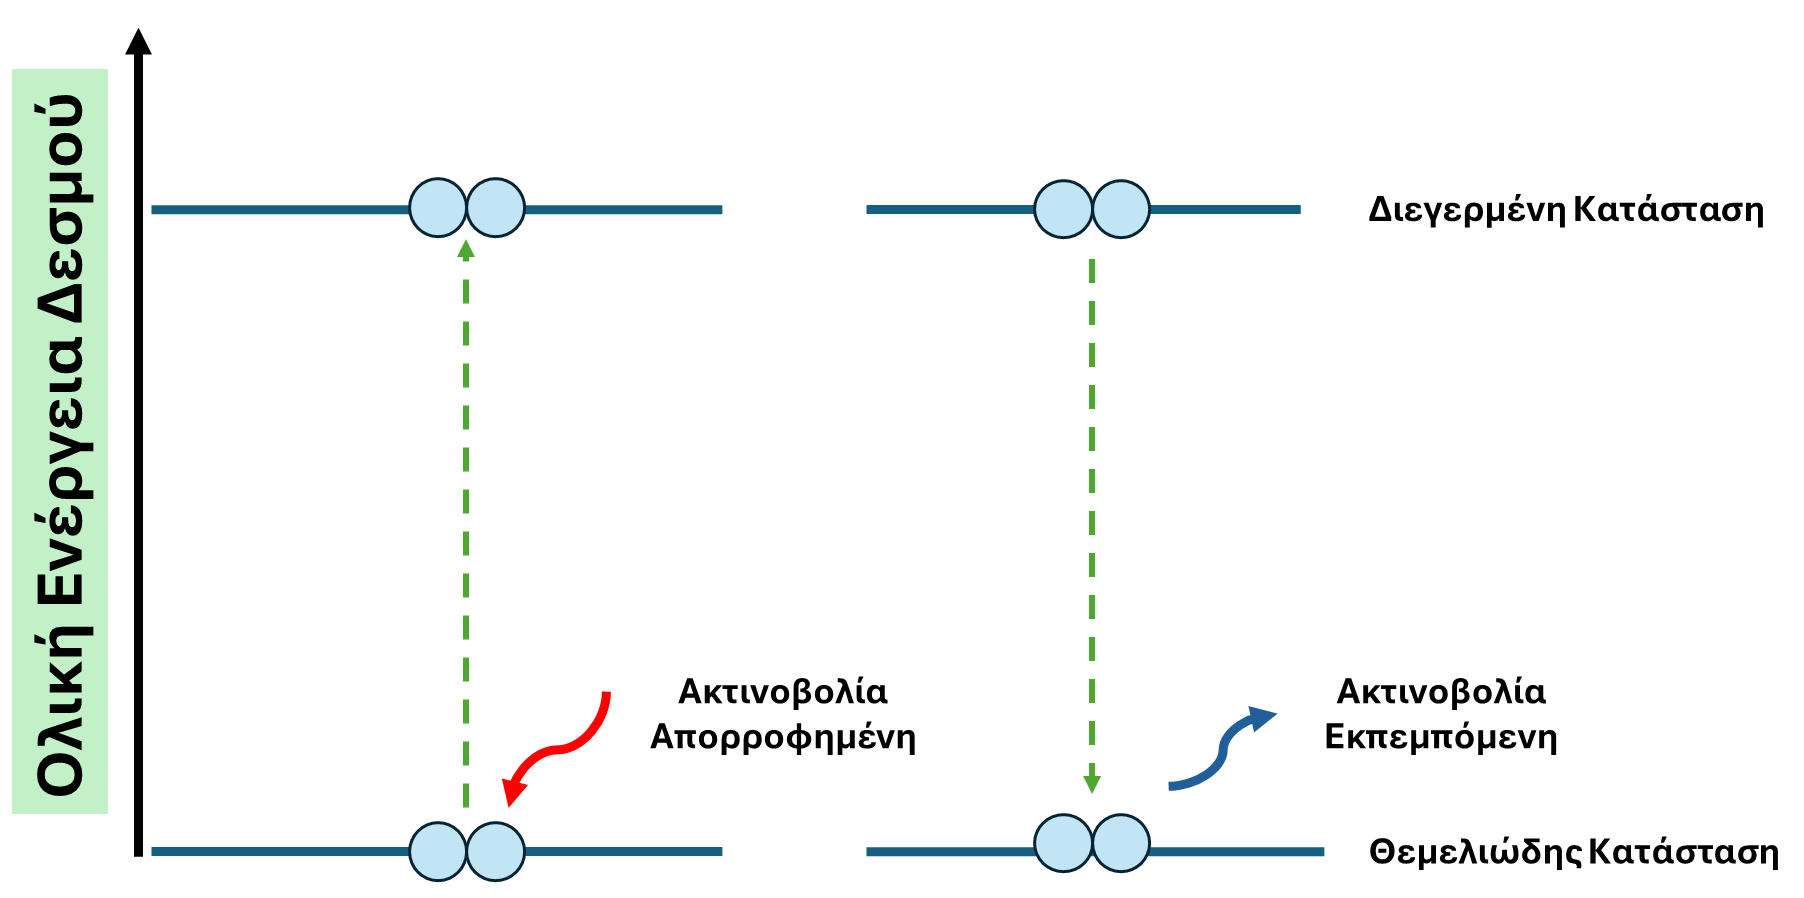 Ολική Ενέργεια Δεσμού
Διεγερμένη Κατάσταση
Ακτινοβολία
Απορροφημένη
Ακτινοβολία
Εκπεμπόμενη
Θεμελιώδης Κατάσταση